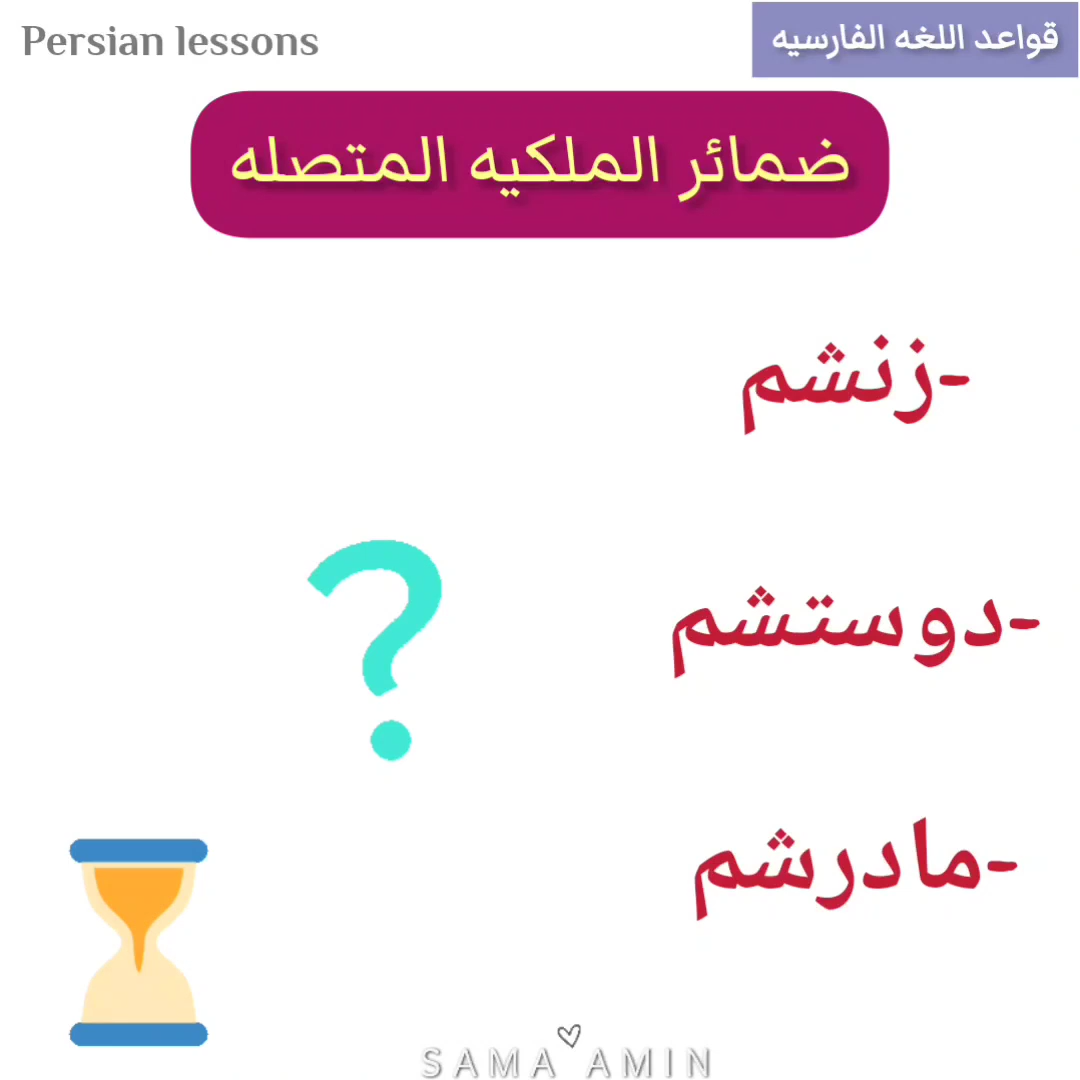 Persian lessons
قواعد اللغه الفارسيه
ضمائر الملكيه المتصله
-زنشم
-دوستشم
-مادرشم
?
SAMA AMIN